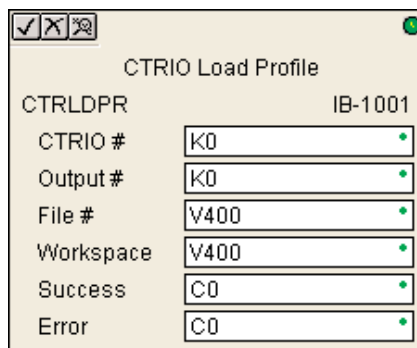 CTRIO Load Profile
CTRLDPR IB-1001
CTRIO # K0
Output # K0
File # V400
Workspace V400
Success C0
Error C0